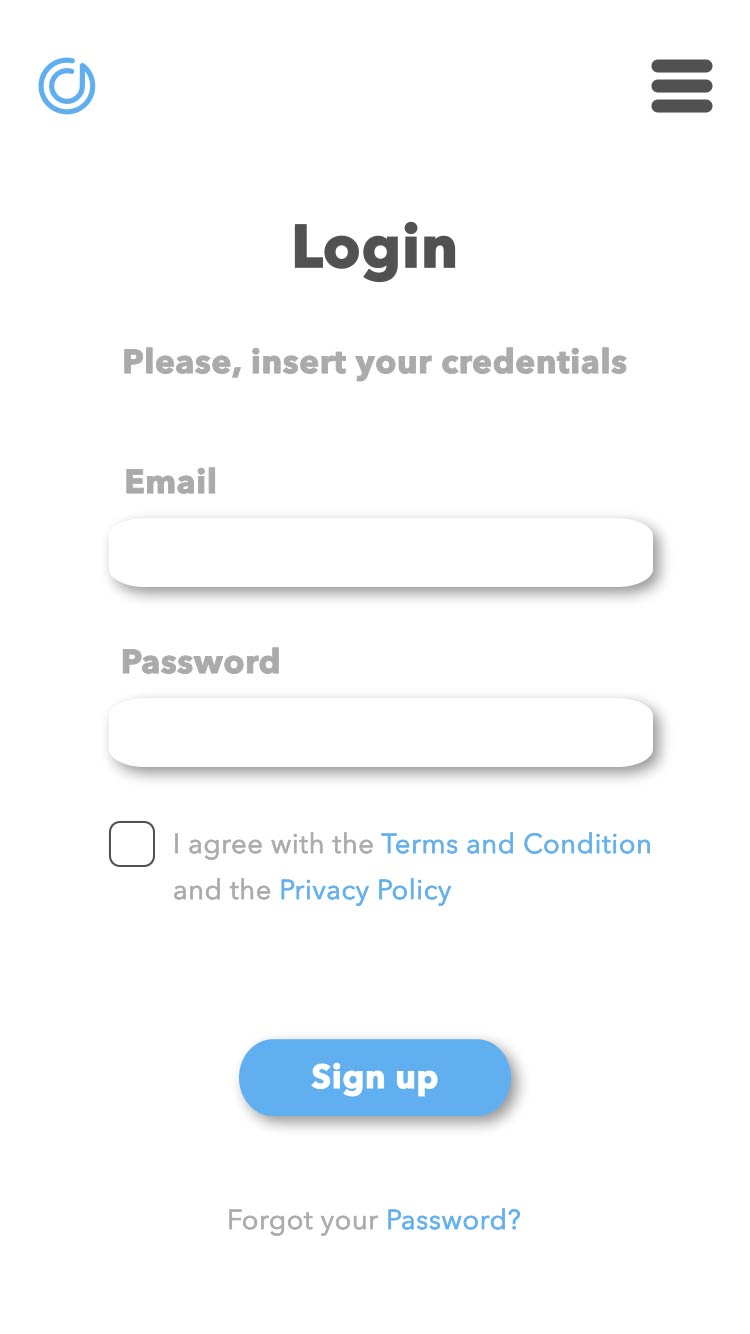 Login
Please, insert your credentials
Email
Password
I agree with the Terms and Condition
and the Privacy Policy
Sign up
Forgot your Password?